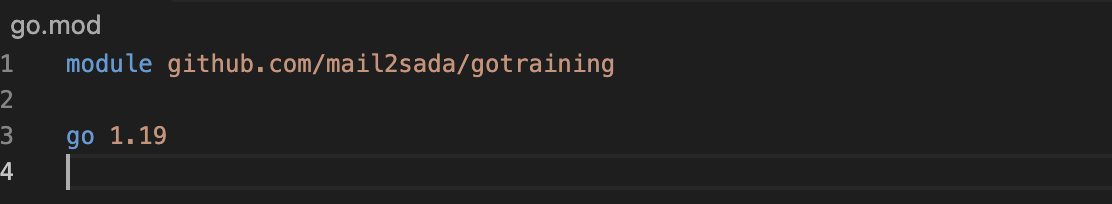 go.mod
1 module github.com/mail2sada/gotraining
2
3 go 1.19
4